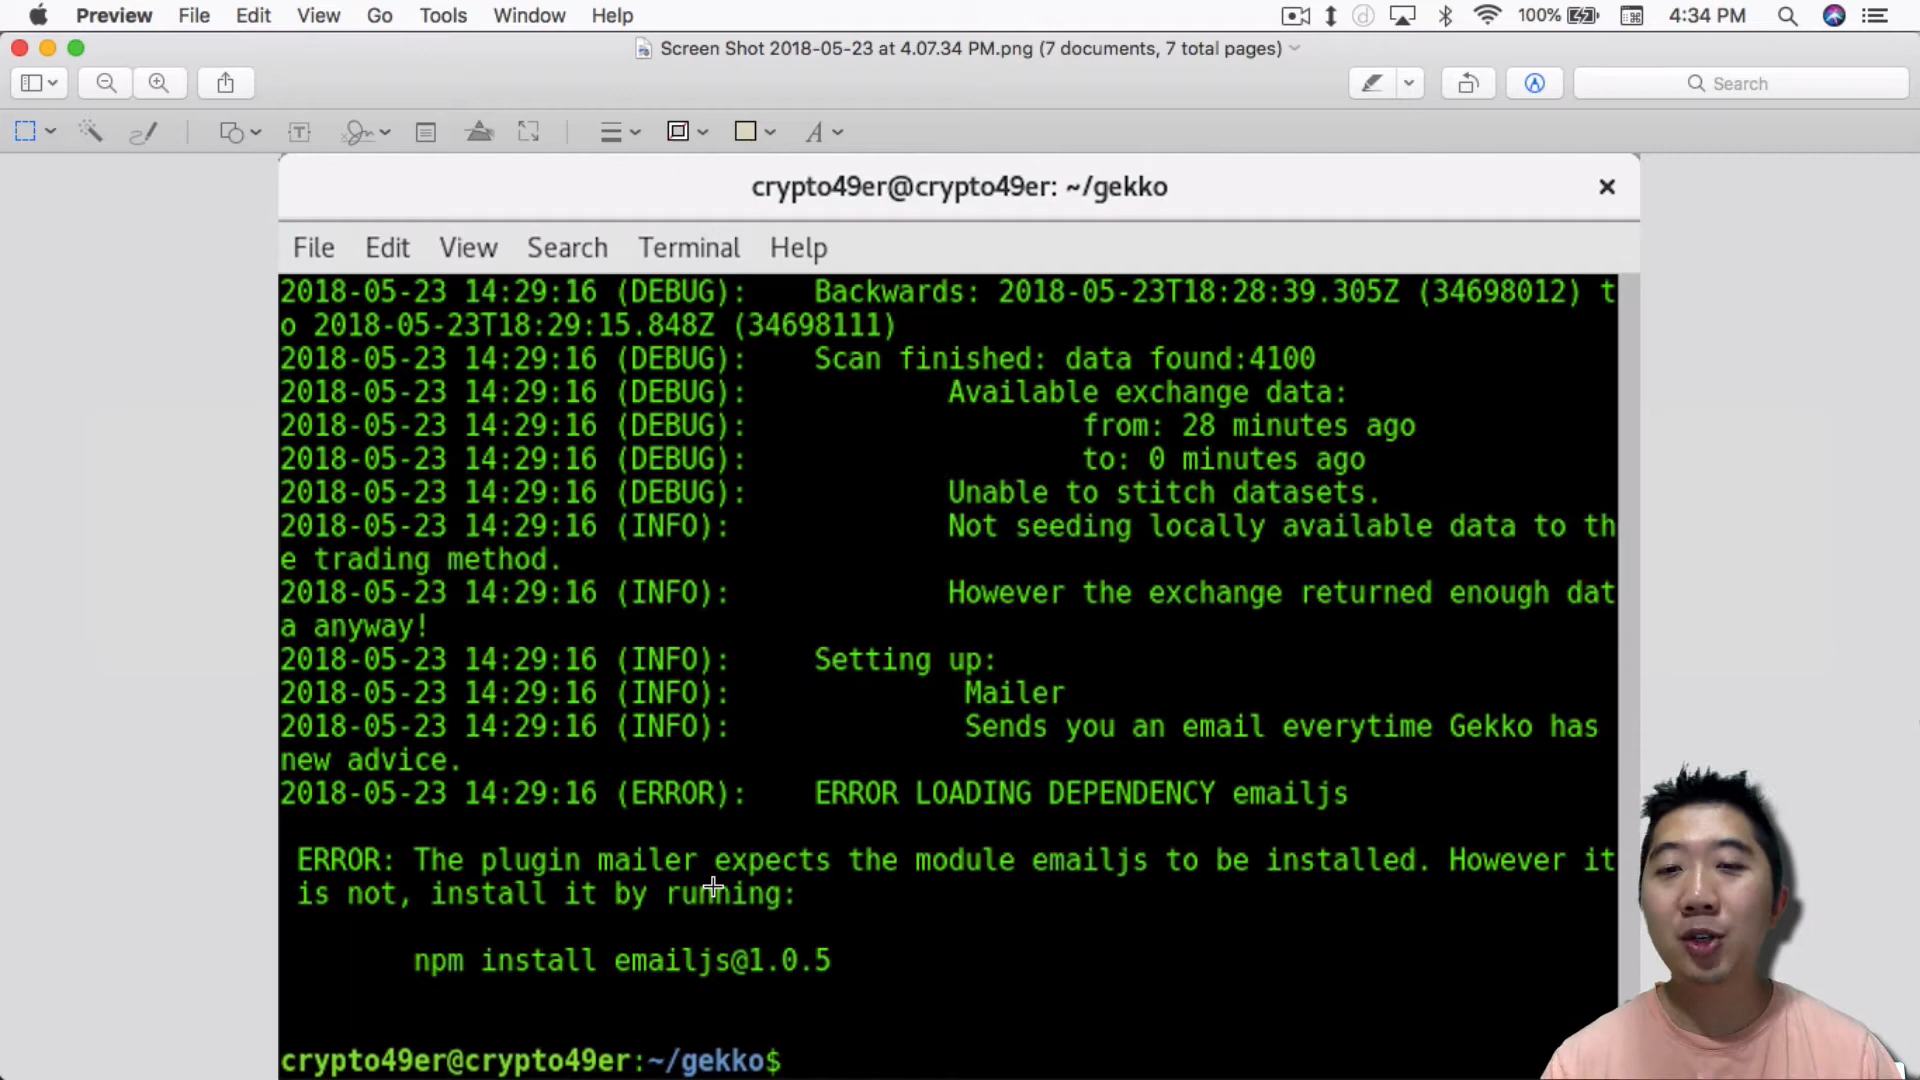 Preview File Edit View Go Tools Window Help 100% 4:34 PM
Screen Shot 2018-05-23 at 4.07.34 PM.png (7 documents, 7 total pages)
Search
crypto49er@crypto49er: ~/gekko
File Edit View Search Terminal Help
2018-05-23 14:29:16 (DEBUG): Backwards: 2018-05-23T18:28:39.305Z (34698012) t
o 2018-05-23T18:29:15.848Z (34698111)
2018-05-23 14:29:16 (DEBUG): Scan finished: data found:4100
2018-05-23 14:29:16 (DEBUG): Available exchange data:
2018-05-23 14:29:16 (DEBUG): from: 28 minutes ago
2018-05-23 14:29:16 (DEBUG): to: 0 minutes ago
2018-05-23 14:29:16 (DEBUG): Unable to stitch datasets.
2018-05-23 14:29:16 (INFO): Not seeding locally available data to th
e trading method.
2018-05-23 14:29:16 (INFO): However the exchange returned enough dat
a anyway!
2018-05-23 14:29:16 (INFO): Setting up:
2018-05-23 14:29:16 (INFO): Mailer
2018-05-23 14:29:16 (INFO): Sends you an email everytime Gekko has
new advice.
2018-05-23 14:29:16 (ERROR): ERROR LOADING DEPENDENCY emailjs
ERROR: The plugin mailer expects the module emailjs to be installed. However it
is not, install it by running:
npm install emailjs@1.0.5
crypto49er@crypto49er:~/gekko$